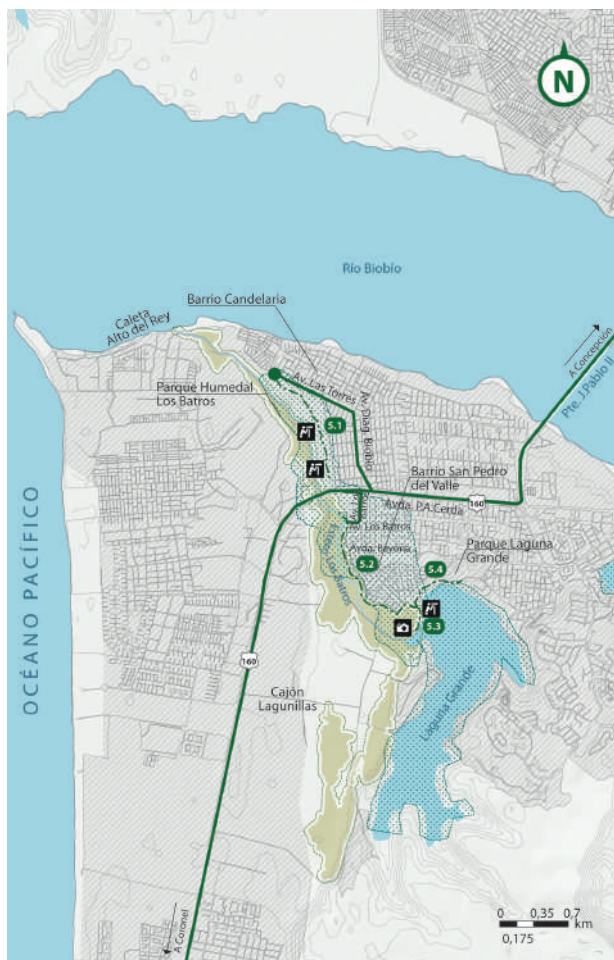 N
Río Biobío
Barrio Candelaria
Caleta
Alto del Rey
A Concepción
Pte. J.Pablo II
Av. Las Torres
Parque Humedal
Los Batros
Av. Diag. Biobío
5.1
Barrio San Pedro
del Valle
160
Avda. P.A. Cerda
Av. Los Batros
Parque Laguna
Grande
5.2
5.4
5.3
OCÉANO PACÍFICO
160
Laguna Grande
Cajón
Lagunillas
A Coronel
0 0,35 0,7
km
0,175